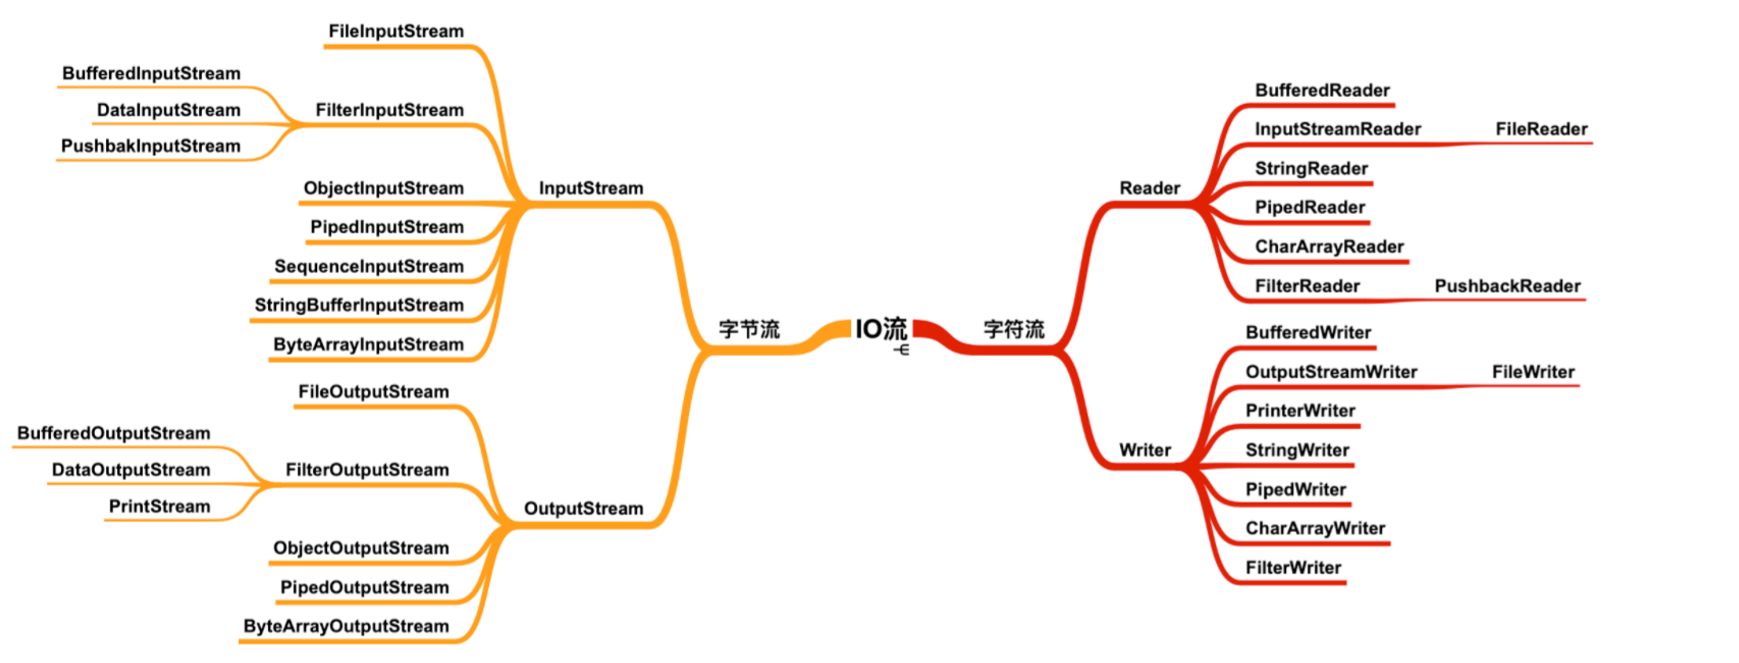 IO流
字节流
InputStream
FileInputStream
FilterInputStream
BufferedInputStream
DataInputStream
PushbakInputStream
ObjectInputStream
PipedInputStream
SequenceInputStream
StringBufferInputStream
ByteArrayInputStream
OutputStream
FileOutputStream
FilterOutputStream
BufferedOutputStream
DataOutputStream
PrintStream
ObjectOutputStream
PipedOutputStream
ByteArrayOutputStream
字符流
Reader
BufferedReader
InputStreamReader
FileReader
StringReader
PipedReader
CharArrayReader
FilterReader
PushbackReader
Writer
BufferedWriter
OutputStreamWriter
FileWriter
PrinterWriter
StringWriter
PipedWriter
CharArrayWriter
FilterWriter